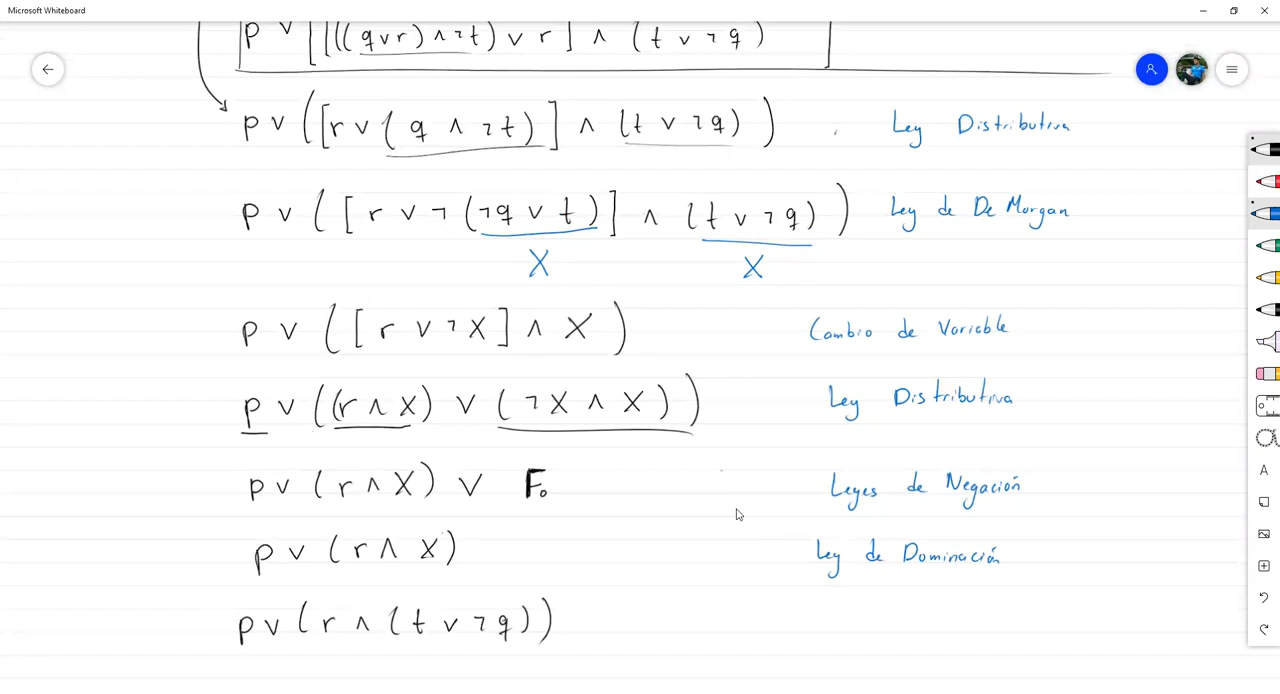 Microsoft Whiteboard
p ∨ [[((q∨r) ∧ ¬t) ∨ r] ∧ (t ∨ ¬q)]
p ∨ ([r ∨ (q ∧ ¬t)] ∧ (t ∨ ¬q)) Ley Distributiva
p ∨ ([r ∨ ¬(¬q ∨ t)] ∧ (t ∨ ¬q)) Ley de De Morgan
X X
p ∨ ([r ∨ ¬X] ∧ X) Cambio de Variable
p ∨ ((r ∧ X) ∨ (¬X ∧ X)) Ley Distributiva
p ∨ (r ∧ X) ∨ F₀ Leyes de Negación
p ∨ (r ∧ X) Ley de Dominación
p ∨ (r ∧ (t ∨ ¬q))